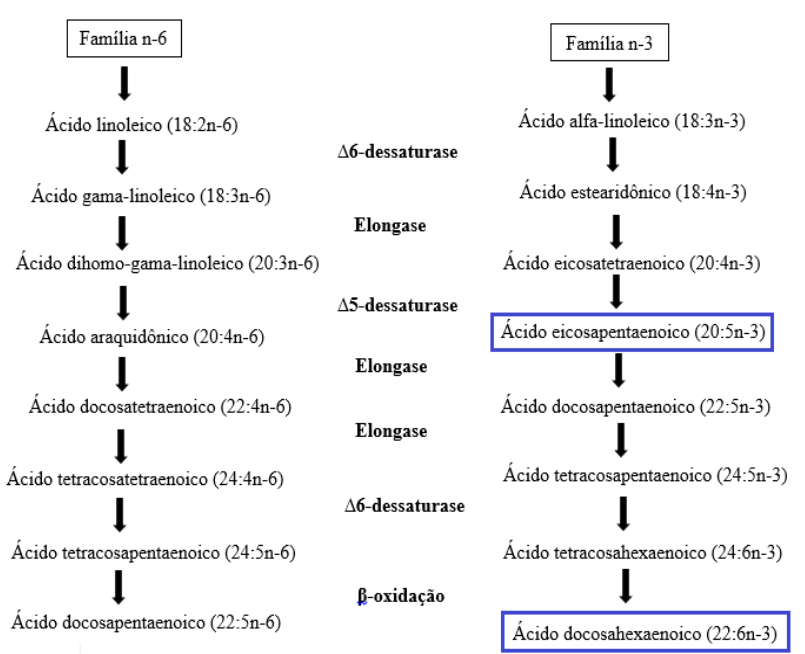 Família n-6
Ácido linoleico (18:2n-6)
Ácido gama-linoleico (18:3n-6)
Ácido dihomo-gama-linoleico (20:3n-6)
Ácido araquidônico (20:4n-6)
Ácido docosatetraenoico (22:4n-6)
Ácido tetracosatetraenoico (24:4n-6)
Ácido tetracosapentaenoico (24:5n-6)
Ácido docosapentaenoico (22:5n-6)
Δ6-dessaturase
Elongase
Δ5-dessaturase
Elongase
Elongase
Δ6-dessaturase
β-oxidação
Família n-3
Ácido alfa-linoleico (18:3n-3)
Ácido estearidônico (18:4n-3)
Ácido eicosatetraenoico (20:4n-3)
Ácido eicosapentaenoico (20:5n-3)
Ácido docosapentaenoico (22:5n-3)
Ácido tetracosapentaenoico (24:5n-3)
Ácido tetracosahexaenoico (24:6n-3)
Ácido docosahexaenoico (22:6n-3)